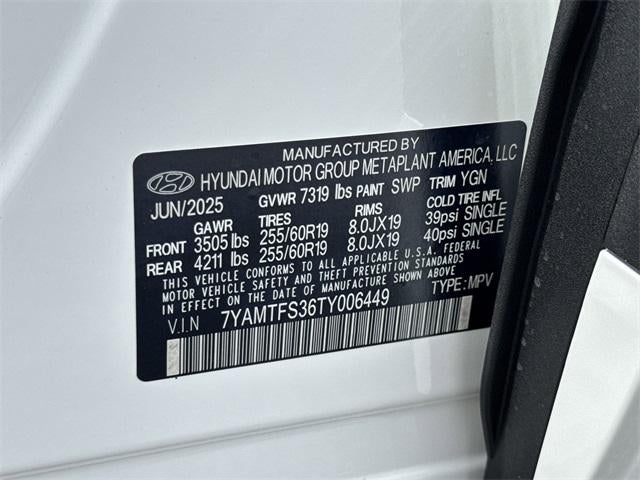 MANUFACTURED BY
HYUNDAI MOTOR GROUP METAPLANT AMERICA, LLC
JUN/2025 GVWR 7319 lbs PAINT SWP TRIM YGN
GAWR TIRES RIMS COLD TIRE INFL
FRONT 3505 lbs 255/60R19 8.0JX19 39psi SINGLE
REAR 4211 lbs 255/60R19 8.0JX19 40psi SINGLE
THIS VEHICLE CONFORMS TO ALL APPLICABLE U.S.A. FEDERAL
MOTOR VEHICLE SAFETY AND THEFT PREVENTION STANDARDS
IN EFFECT ON THE DATE OF MANUFACTURE SHOWN ABOVE.
V.I.N 7YAMTFS36TY006449 TYPE: MPV